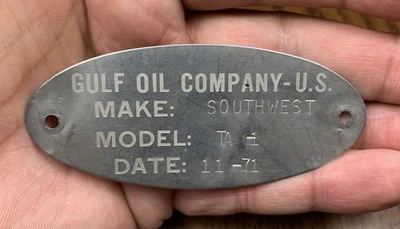 GULF OIL COMPANY-U.S.
MAKE: SOUTHWEST
MODEL: TA-1
DATE: 11-71